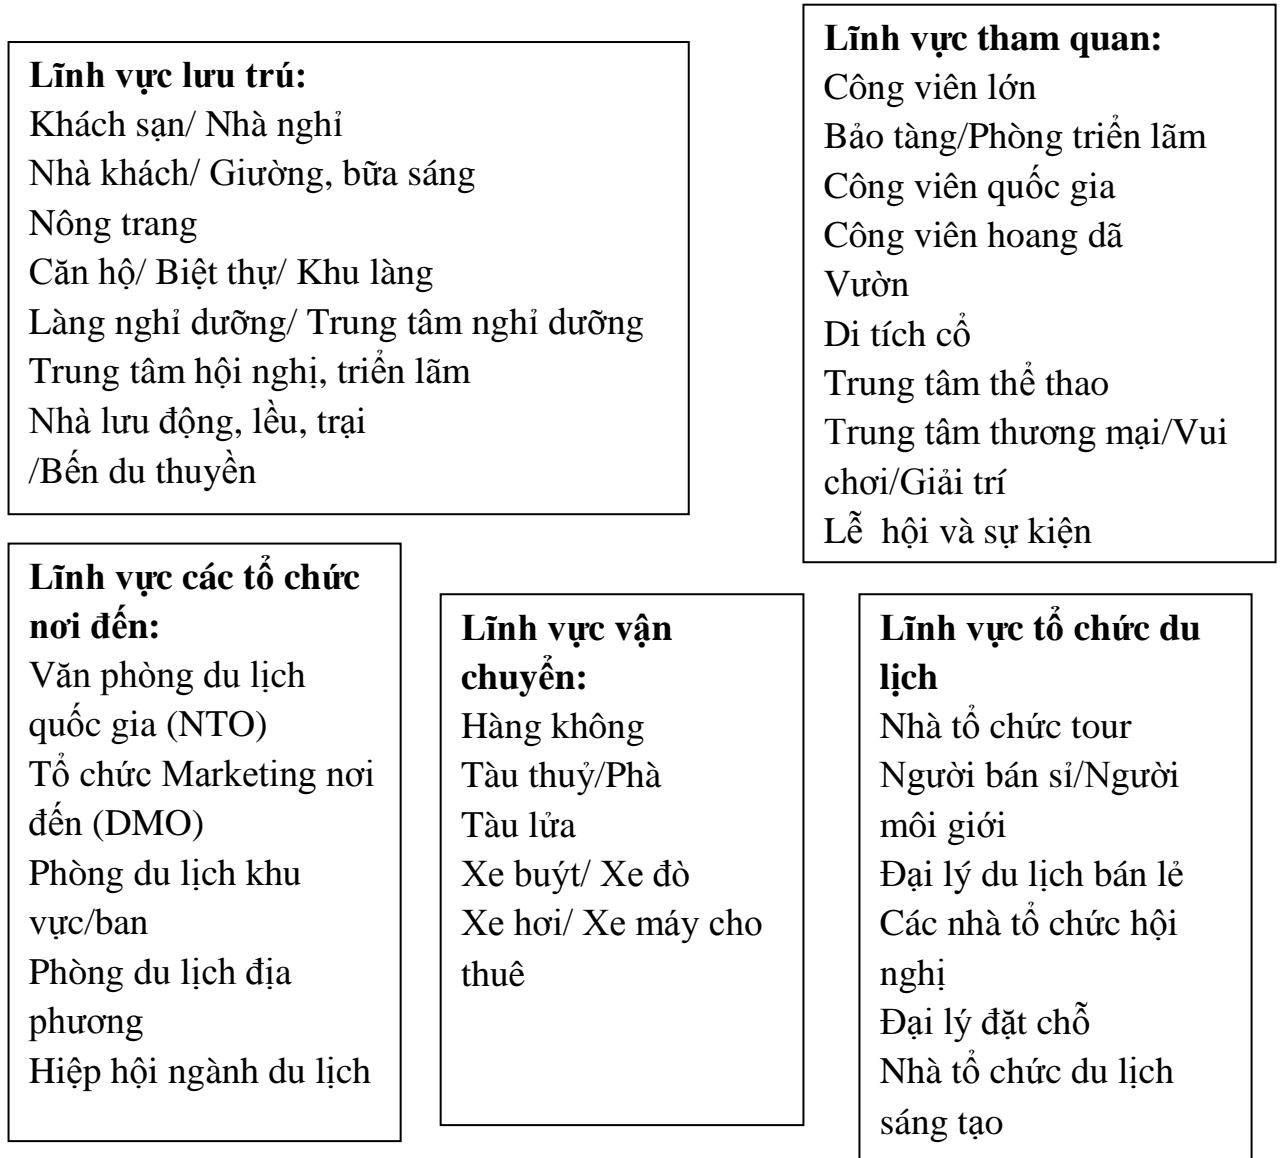 Lĩnh vực lưu trú:
Khách sạn/ Nhà nghỉ
Nhà khách/ Giường, bữa sáng
Nông trang
Căn hộ/ Biệt thự/ Khu làng
Làng nghỉ dưỡng/ Trung tâm nghỉ dưỡng
Trung tâm hội nghị, triển lãm
Nhà lưu động, lều, trại
/Bến du thuyền
Lĩnh vực tham quan:
Công viên lớn
Bảo tàng/Phòng triển lãm
Công viên quốc gia
Công viên hoang dã
Vườn
Di tích cổ
Trung tâm thể thao
Trung tâm thương mại/Vui
chơi/Giải trí
Lễ hội và sự kiện
Lĩnh vực các tổ chức
nơi đến:
Văn phòng du lịch
quốc gia (NTO)
Tổ chức Marketing nơi
đến (DMO)
Phòng du lịch khu
vực/ban
Phòng du lịch địa
phương
Hiệp hội ngành du lịch
Lĩnh vực vận
chuyển:
Hàng không
Tàu thuỷ/Phà
Tàu lửa
Xe buýt/ Xe đò
Xe hơi/ Xe máy cho
thuê
Lĩnh vực tổ chức du
lịch
Nhà tổ chức tour
Người bán sỉ/Người
môi giới
Đại lý du lịch bán lẻ
Các nhà tổ chức hội
nghị
Đại lý đặt chỗ
Nhà tổ chức du lịch
sáng tạo